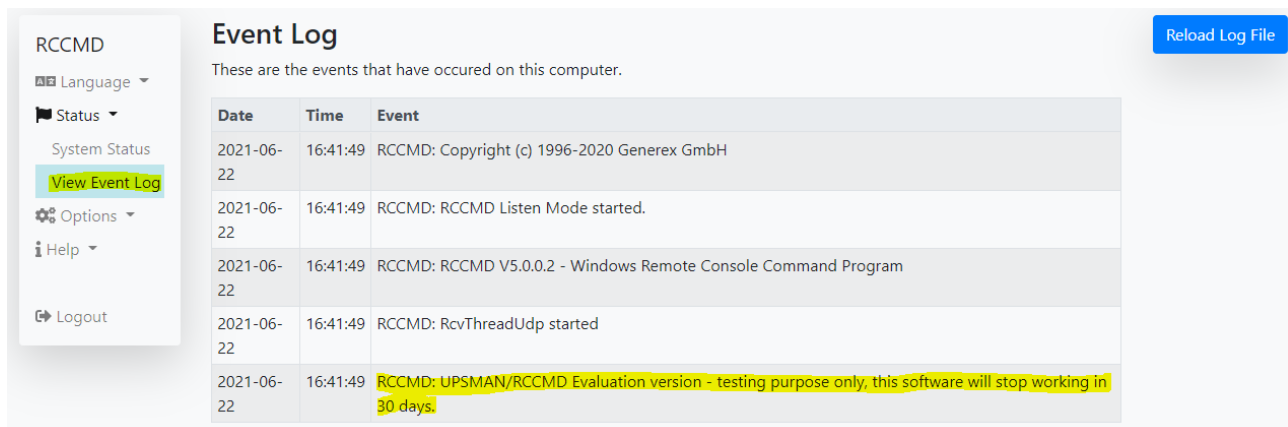 RCCMD
Language
Status
System Status
View Event Log
Options
Help
Logout
Event Log
These are the events that have occured on this computer.
Reload Log File
Date Time Event
2021-06-22 16:41:49 RCCMD: Copyright (c) 1996-2020 Generex GmbH
2021-06-22 16:41:49 RCCMD: RCCMD Listen Mode started.
2021-06-22 16:41:49 RCCMD: RCCMD V5.0.0.2 - Windows Remote Console Command Program
2021-06-22 16:41:49 RCCMD: RcvThreadUdp started
2021-06-22 16:41:49 RCCMD: UPSMAN/RCCMD Evaluation version - testing purpose only, this software will stop working in
30 days.